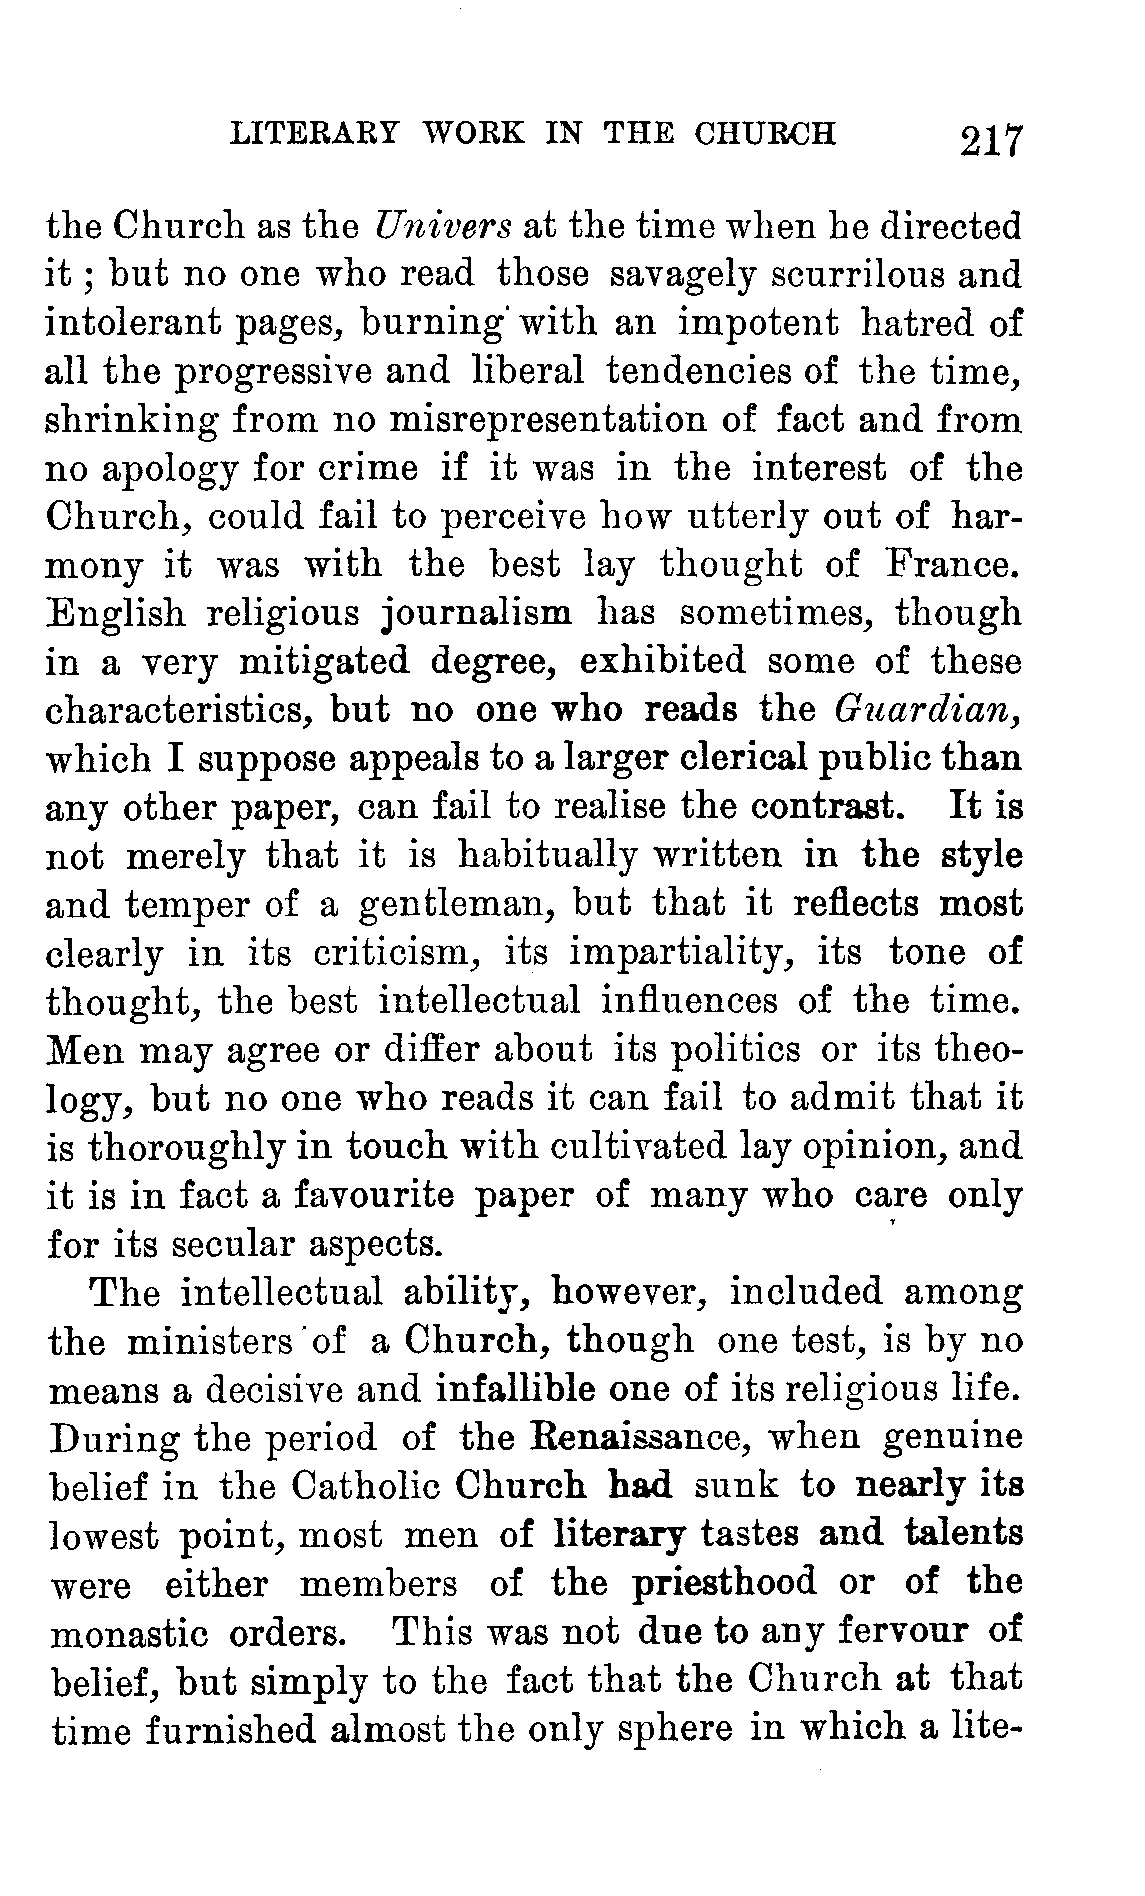 LITERARY WORK IN THE CHURCH 217
the Church as the Univers at the time when he directed
it ; but no one who read those savagely scurrilous and
intolerant pages, burning with an impotent hatred of
all the progressive and liberal tendencies of the time,
shrinking from no misrepresentation of fact and from
no apology for crime if it was in the interest of the
Church, could fail to perceive how utterly out of har-
mony it was with the best lay thought of France.
English religious journalism has sometimes, though
in a very mitigated degree, exhibited some of these
characteristics, but no one who reads the Guardian,
which I suppose appeals to a larger clerical public than
any other paper, can fail to realise the contrast. It is
not merely that it is habitually written in the style
and temper of a gentleman, but that it reflects most
clearly in its criticism, its impartiality, its tone of
thought, the best intellectual influences of the time.
Men may agree or differ about its politics or its theo-
logy, but no one who reads it can fail to admit that it
is thoroughly in touch with cultivated lay opinion, and
it is in fact a favourite paper of many who care only
for its secular aspects.
The intellectual ability, however, included among
the ministers of a Church, though one test, is by no
means a decisive and infallible one of its religious life.
During the period of the Renaissance, when genuine
belief in the Catholic Church had sunk to nearly its
lowest point, most men of literary tastes and talents
were either members of the priesthood or of the
monastic orders. This was not due to any fervour of
belief, but simply to the fact that the Church at that
time furnished almost the only sphere in which a lite-